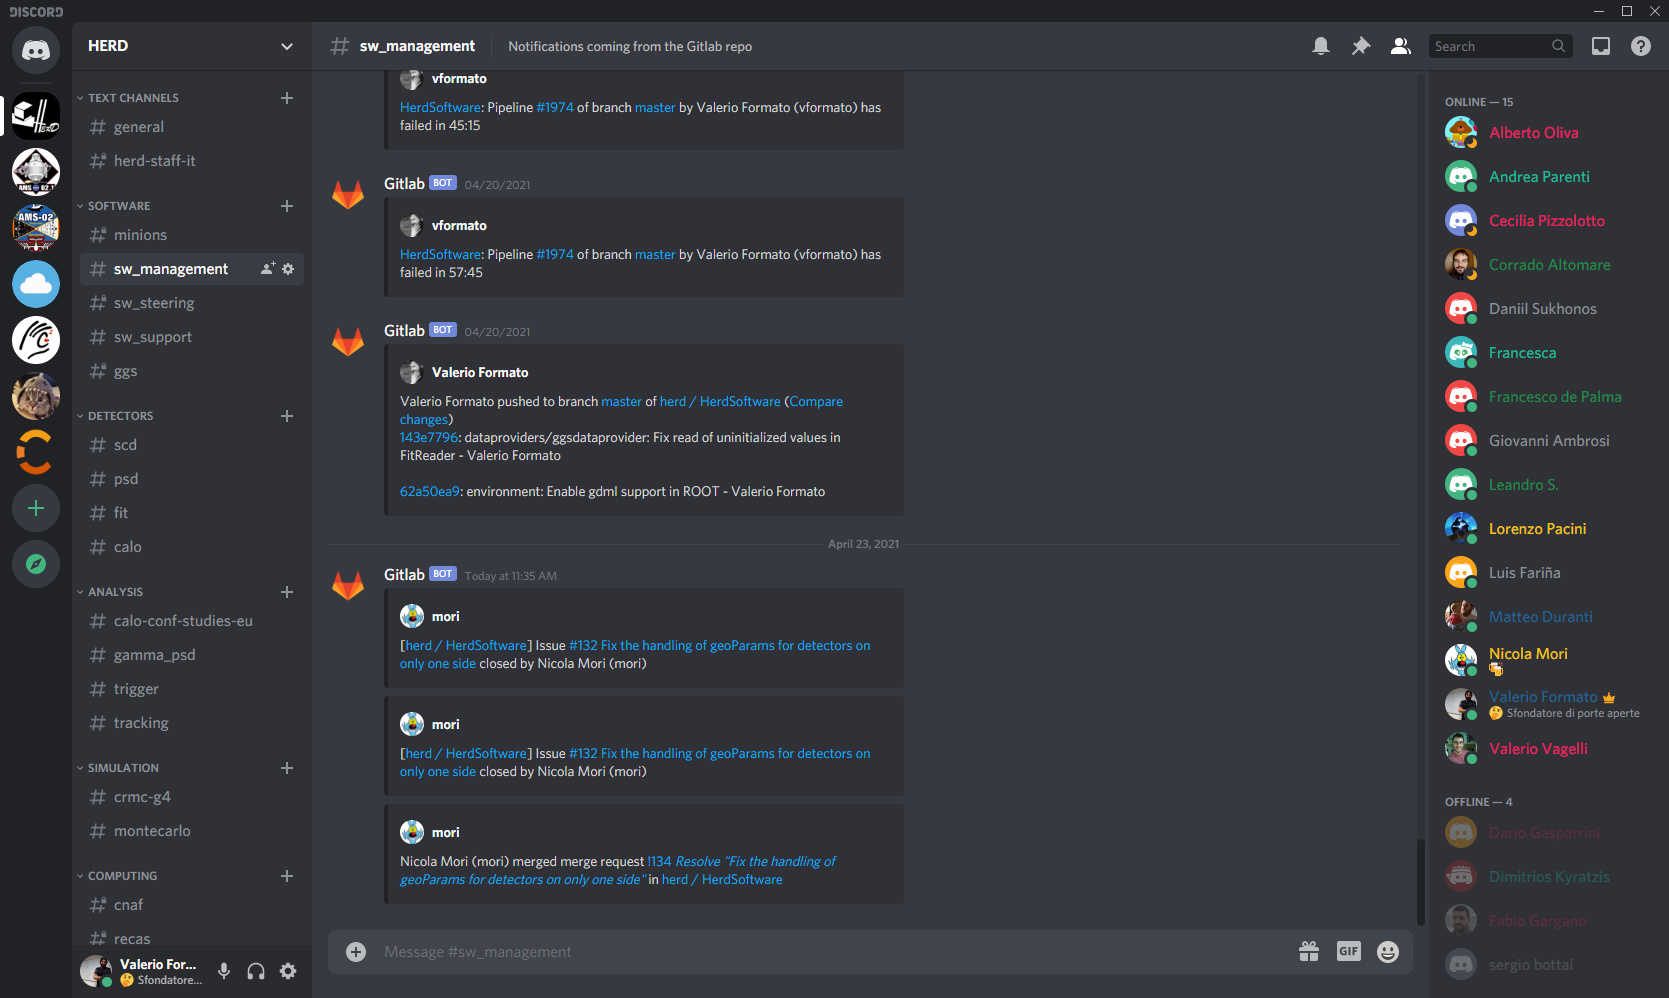 DISCORD
HERD
TEXT CHANNELS
general
herd-staff-it
SOFTWARE
minions
sw_management
sw_steering
sw_support
ggs
DETECTORS
scd
psd
fit
calo
ANALYSIS
calo-conf-studies-eu
gamma_psd
trigger
tracking
SIMULATION
crmc-g4
montecarlo
COMPUTING
cnaf
recas
Valerio For...
Sfondatore...
sw_management
Notifications coming from the Gitlab repo
Search
vformato
HerdSoftware: Pipeline #1974 of branch master by Valerio Formato (vformato) has
failed in 45:15
Gitlab BOT 04/20/2021
vformato
HerdSoftware: Pipeline #1974 of branch master by Valerio Formato (vformato) has
failed in 57:45
Gitlab BOT 04/20/2021
Valerio Formato
Valerio Formato pushed to branch master of herd / HerdSoftware (Compare
changes)
143e7796: dataproviders/ggsdataprovider: Fix read of uninitialized values in
FitReader - Valerio Formato
62a50ea9: environment: Enable gdml support in ROOT - Valerio Formato
April 23, 2021
Gitlab BOT Today at 11:35 AM
mori
[herd / HerdSoftware] Issue #132 Fix the handling of geoParams for detectors on
only one side closed by Nicola Mori (mori)
mori
[herd / HerdSoftware] Issue #132 Fix the handling of geoParams for detectors on
only one side closed by Nicola Mori (mori)
mori
Nicola Mori (mori) merged merge request !134 Resolve "Fix the handling of
geoParams for detectors on only one side" in herd / HerdSoftware
Message #sw_management
GIF
ONLINE — 15
Alberto Oliva
Andrea Parenti
Cecilia Pizzolotto
Corrado Altomare
Daniil Sukhonos
Francesca
Francesco de Palma
Giovanni Ambrosi
Leandro S.
Lorenzo Pacini
Luis Fariña
Matteo Duranti
Nicola Mori
Valerio Formato
Sfondatore di porte aperte
Valerio Vagelli
OFFLINE — 4
Dario Gasparrini
Dimitrios Kyratzis
Fabio Gargano
sergio bottai
HERD
AMS-02